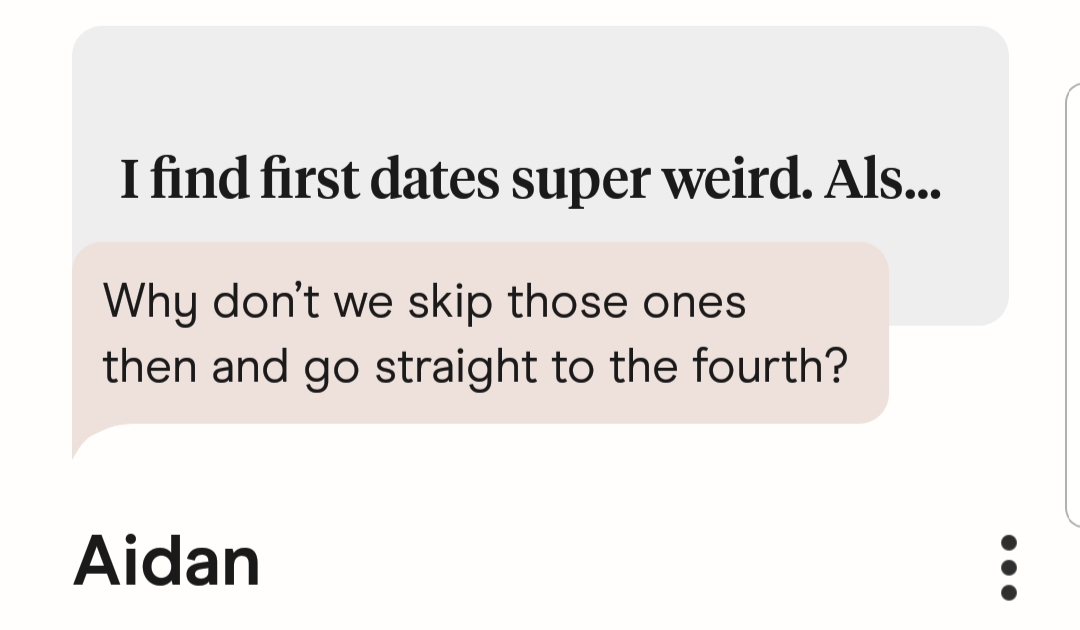 I find first dates super weird. Als...
Why don’t we skip those ones
then and go straight to the fourth?
Aidan